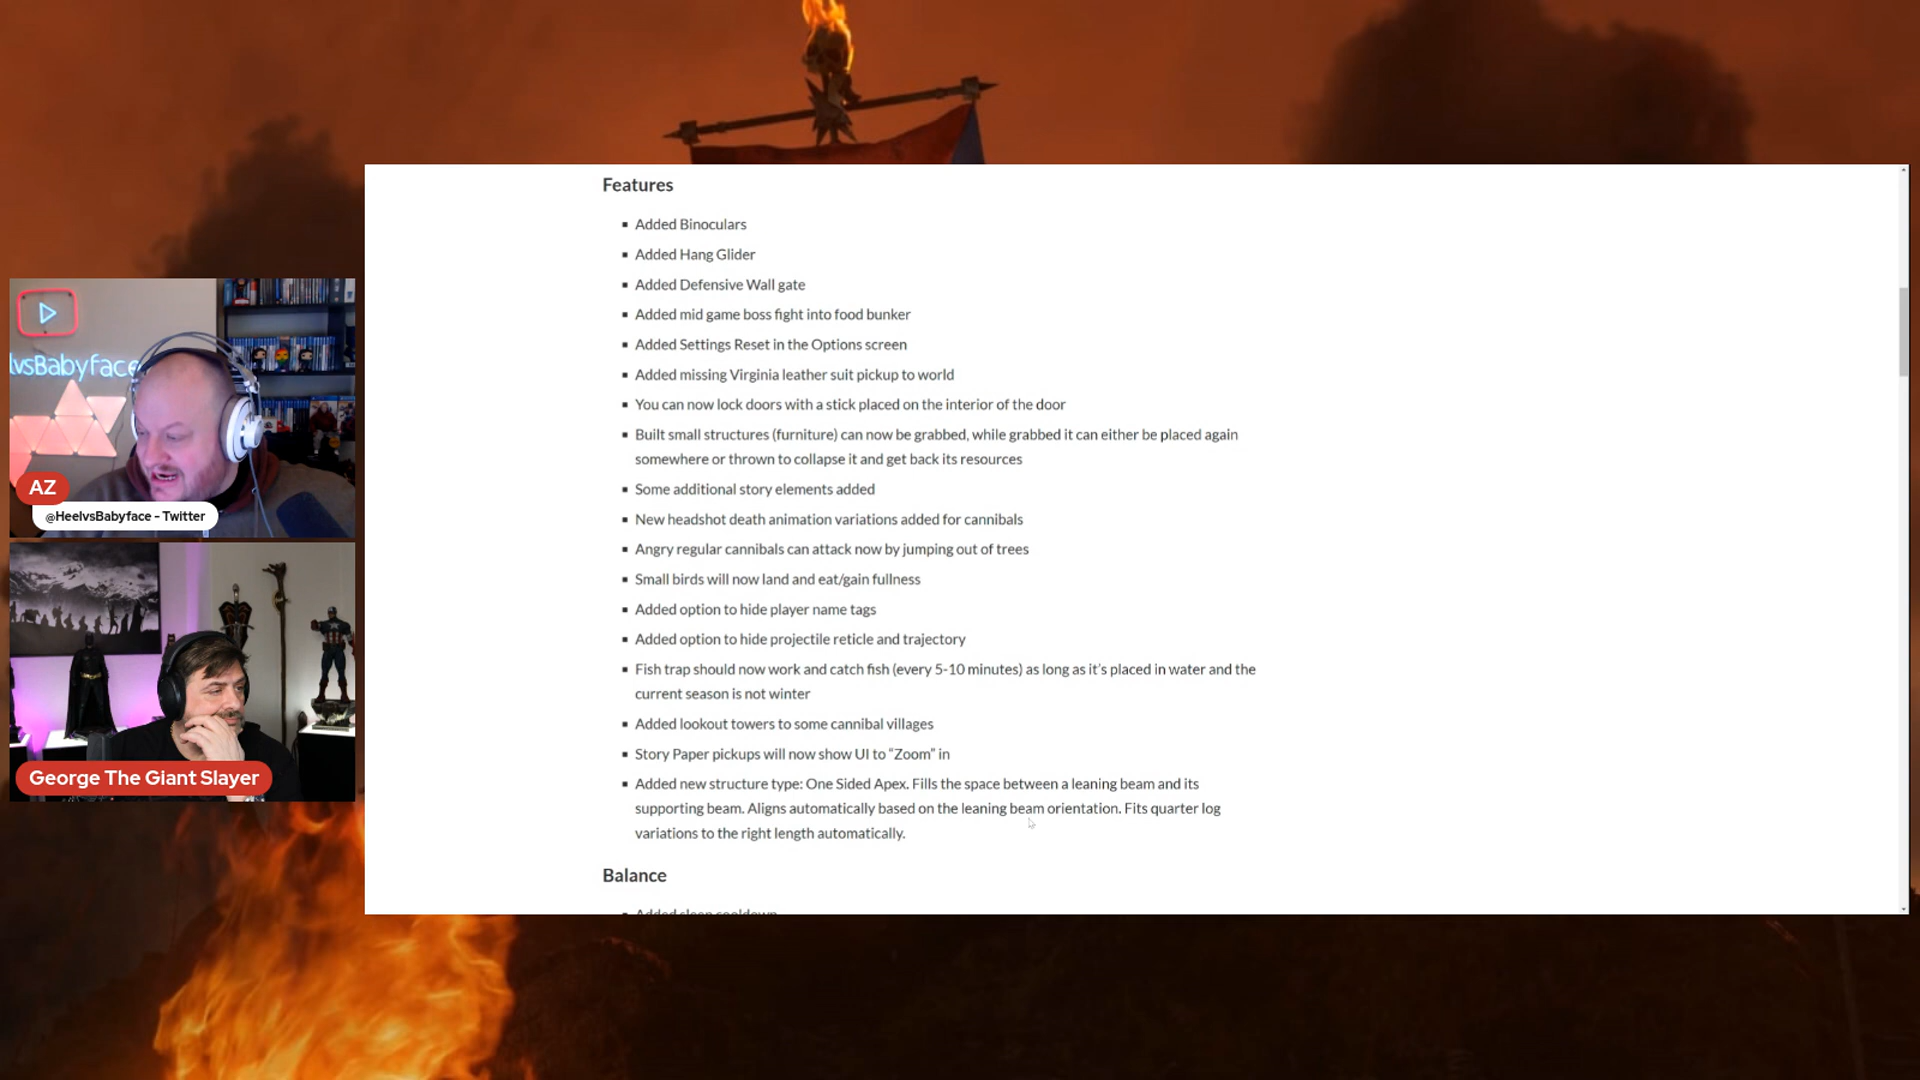 Features
▪ Added Binoculars
▪ Added Hang Glider
▪ Added Defensive Wall gate
▪ Added mid game boss fight into food bunker
▪ Added Settings Reset in the Options screen
▪ Added missing Virginia leather suit pickup to world
▪ You can now lock doors with a stick placed on the interior of the door
▪ Built small structures (furniture) can now be grabbed, while grabbed it can either be placed again
somewhere or thrown to collapse it and get back its resources
▪ Some additional story elements added
▪ New headshot death animation variations added for cannibals
▪ Angry regular cannibals can attack now by jumping out of trees
▪ Small birds will now land and eat/gain fullness
▪ Added option to hide player name tags
▪ Added option to hide projectile reticle and trajectory
▪ Fish trap should now work and catch fish (every 5-10 minutes) as long as it’s placed in water and the
current season is not winter
▪ Added lookout towers to some cannibal villages
▪ Story Paper pickups will now show UI to “Zoom” in
▪ Added new structure type: One Sided Apex. Fills the space between a leaning beam and its
supporting beam. Aligns automatically based on the leaning beam orientation. Fits quarter log
variations to the right length automatically.
Balance
▪ Added sleep cooldown
lvsBabyface
AZ
@HeelvsBabyface - Twitter
George The Giant Slayer